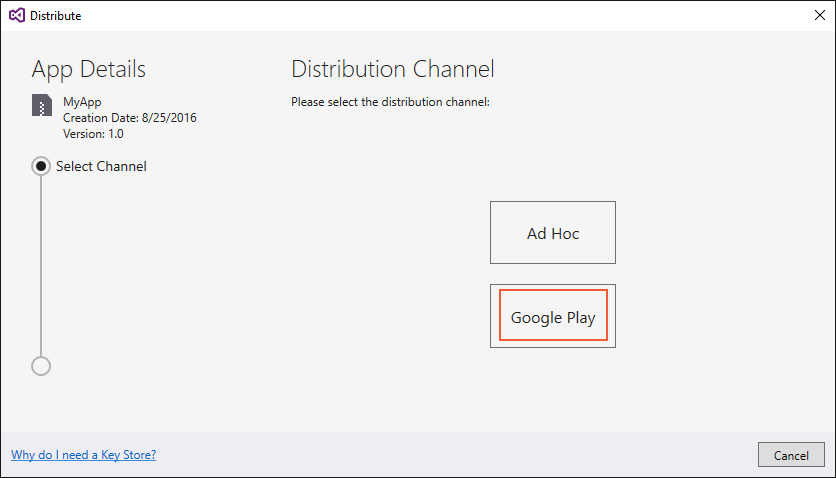 Distribute
App Details
MyApp
Creation Date: 8/25/2016
Version: 1.0
Select Channel
Distribution Channel
Please select the distribution channel:
Ad Hoc
Google Play
Why do I need a Key Store?
Cancel